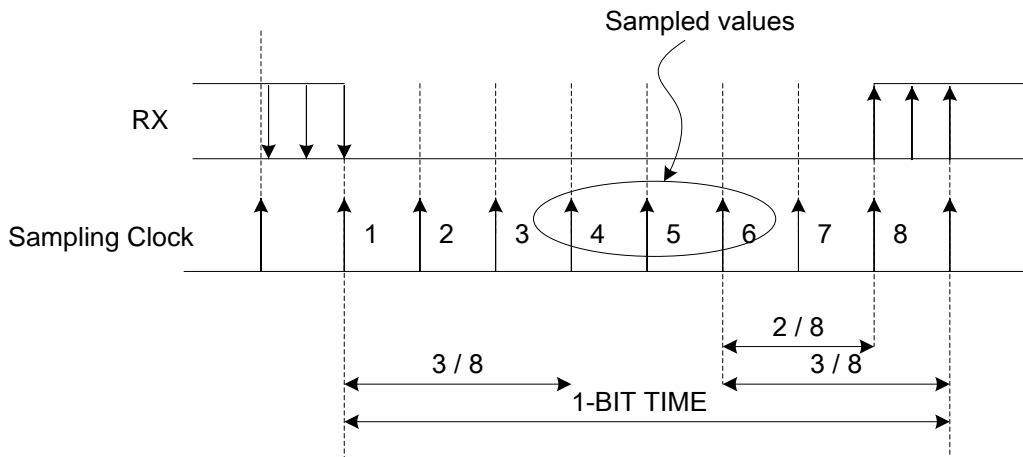 Sampled values
RX
Sampling Clock
1 2 3 4 5 6 7 8
2 / 8
3 / 8 3 / 8
1-BIT TIME